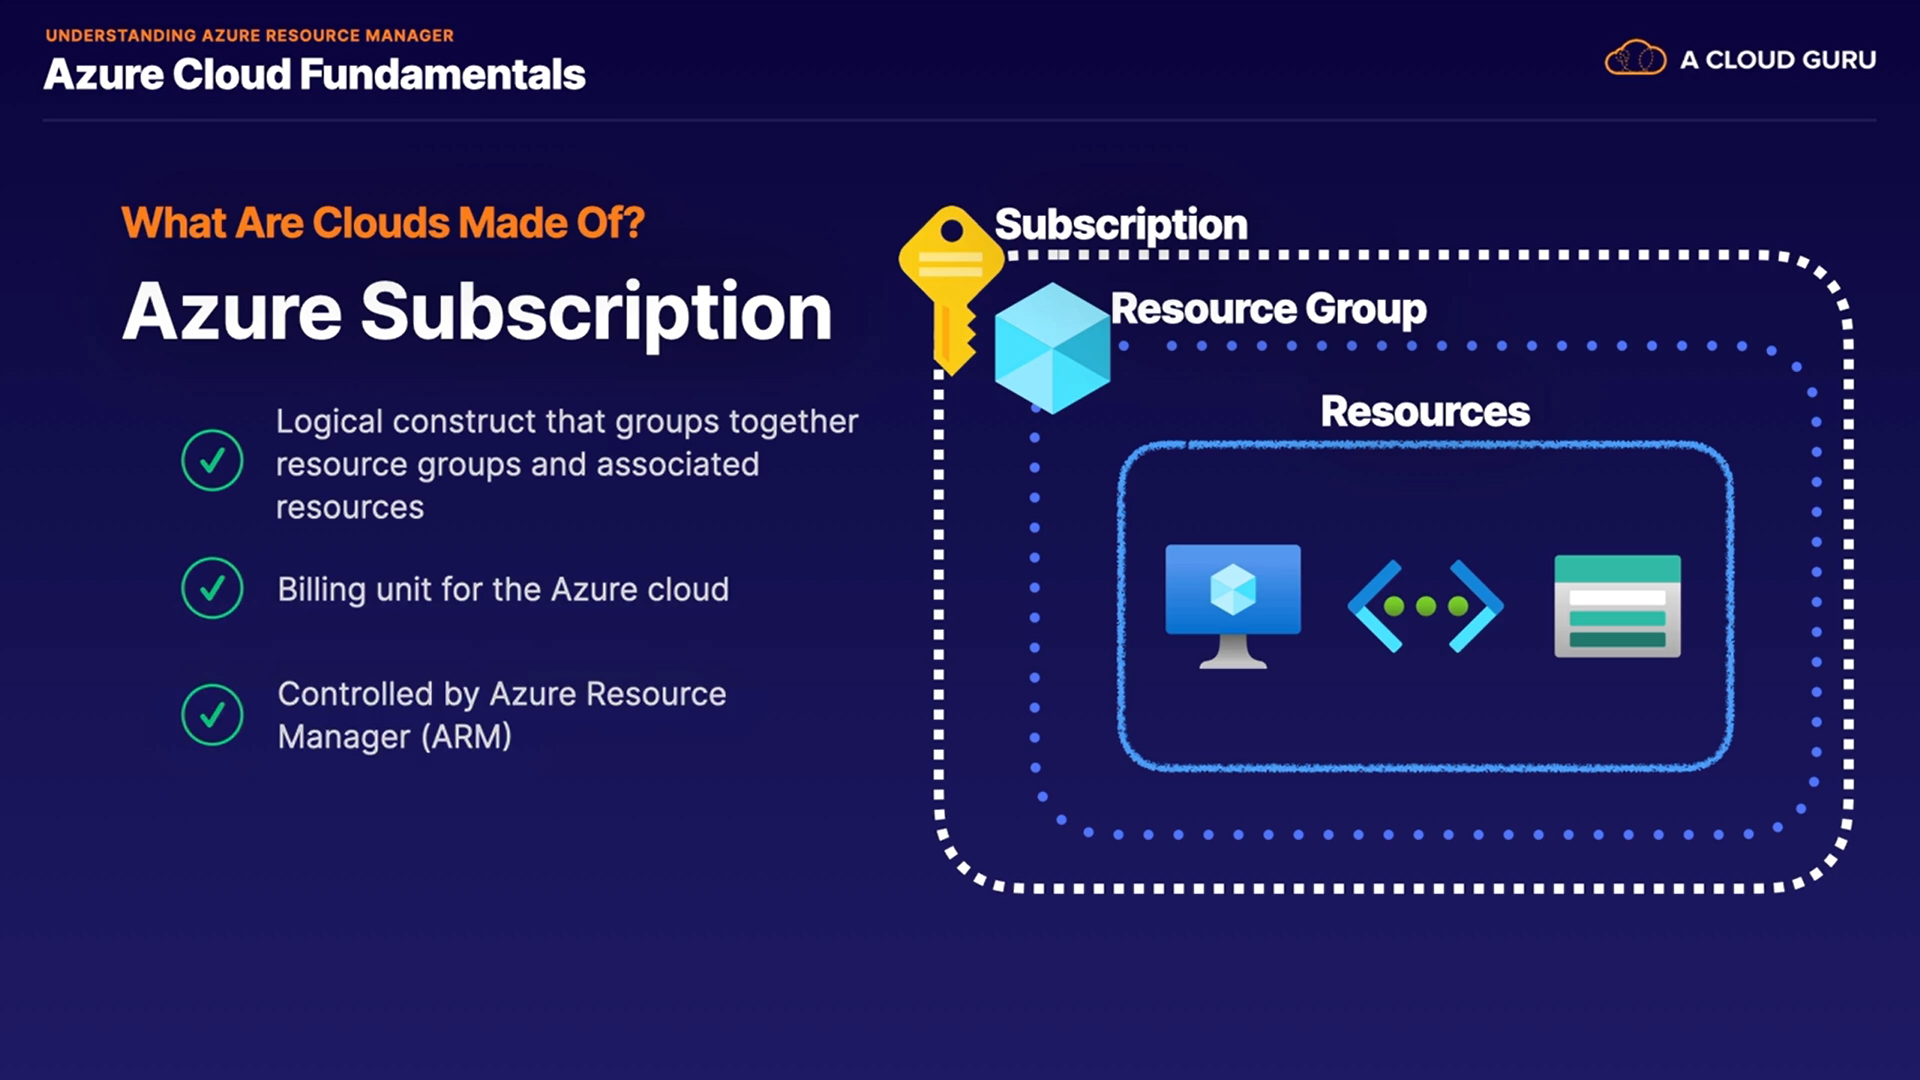 UNDERSTANDING AZURE RESOURCE MANAGER
Azure Cloud Fundamentals
A CLOUD GURU
What Are Clouds Made Of?
Azure Subscription
Logical construct that groups together
resource groups and associated
resources
Billing unit for the Azure cloud
Controlled by Azure Resource
Manager (ARM)
Subscription
Resource Group
Resources